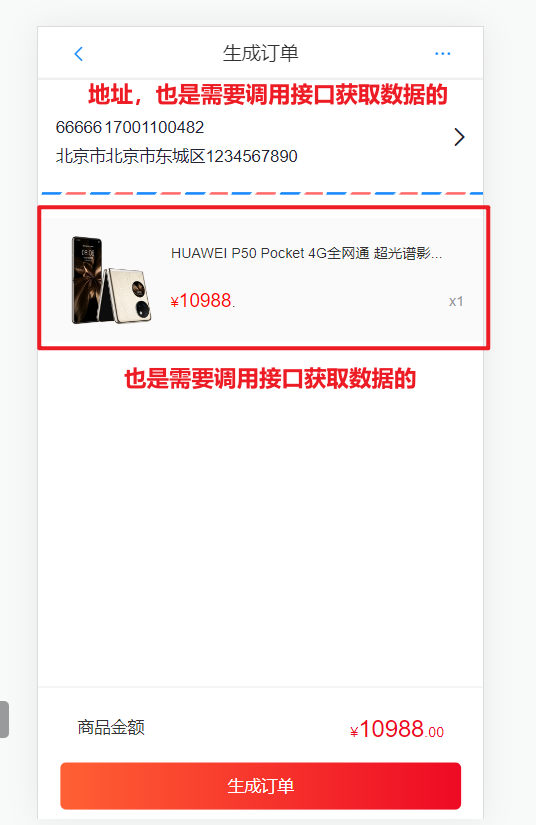 生成订单
地址，也是需要调用接口获取数据的
6666617001100482
北京市北京市东城区1234567890
HUAWEI P50 Pocket 4G全网通 超光谱影...
¥10988. x1
也是需要调用接口获取数据的
商品金额 ¥10988.00
生成订单